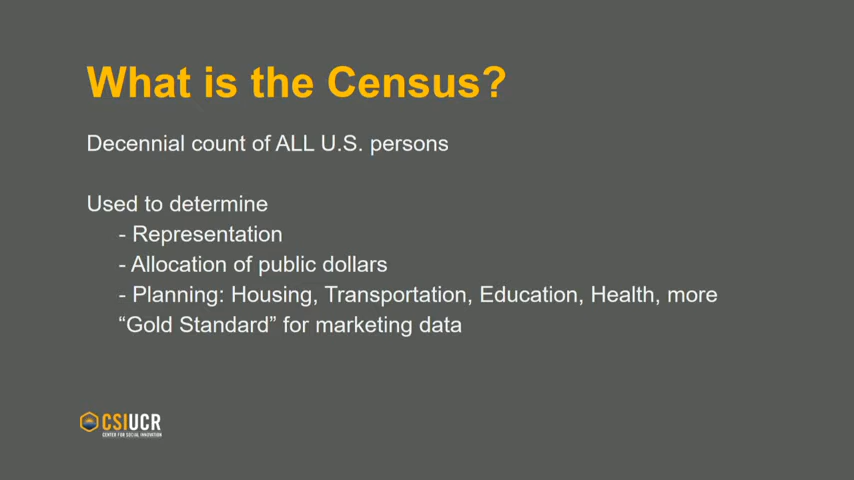 What is the Census?
Decennial count of ALL U.S. persons
Used to determine
- Representation
- Allocation of public dollars
- Planning: Housing, Transportation, Education, Health, more
“Gold Standard” for marketing data
CSIUCR
CENTER FOR SOCIAL INNOVATION